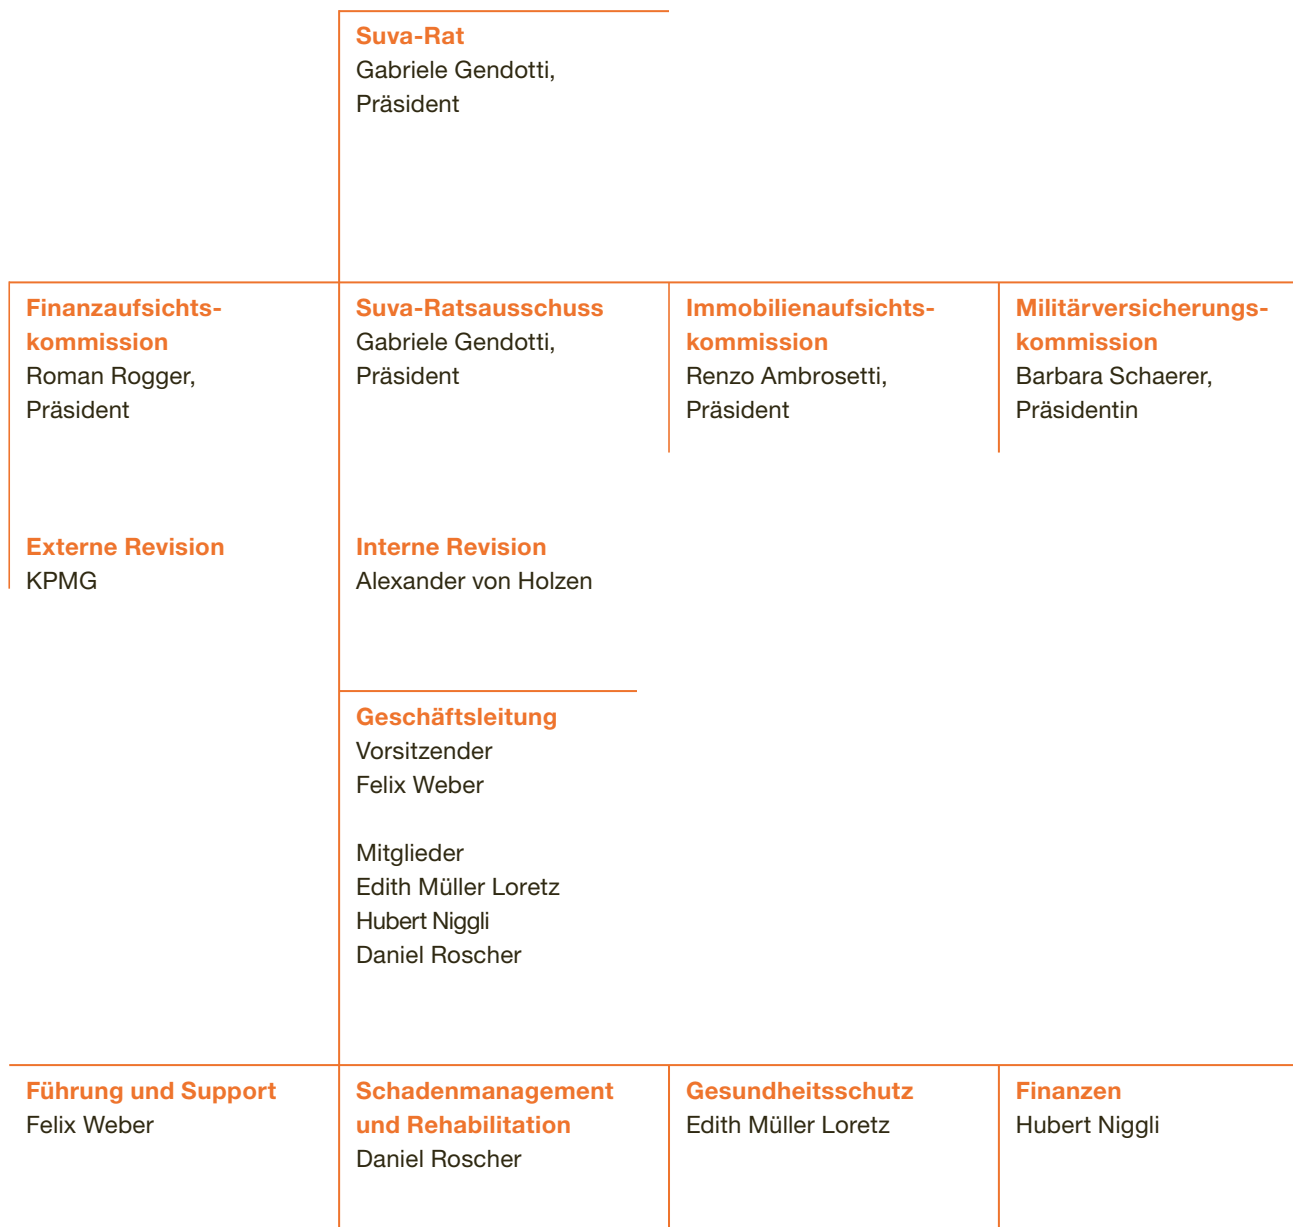 Suva-Rat
Gabriele Gendotti,
Präsident
Finanzaufsichts-
kommission
Roman Rogger,
Präsident
Suva-Ratsausschuss
Gabriele Gendotti,
Präsident
Immobilienaufsichts-
kommission
Renzo Ambrosetti,
Präsident
Militärversicherungs-
kommission
Barbara Schaerer,
Präsidentin
Externe Revision
KPMG
Interne Revision
Alexander von Holzen
Geschäftsleitung
Vorsitzender
Felix Weber
Mitglieder
Edith Müller Loretz
Hubert Niggli
Daniel Roscher
Führung und Support
Felix Weber
Schadenmanagement
und Rehabilitation
Daniel Roscher
Gesundheitsschutz
Edith Müller Loretz
Finanzen
Hubert Niggli